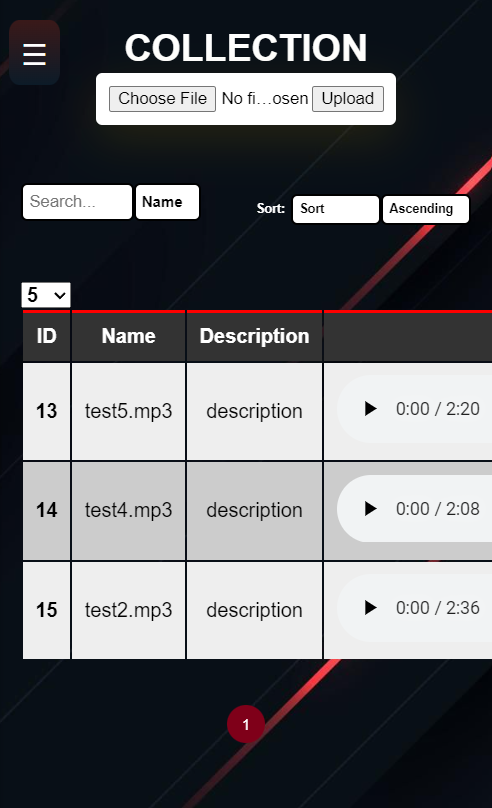 ☰ COLLECTION
Choose File No fi...osen Upload
Search... Name Sort: Sort Ascending
5
ID Name Description
13 test5.mp3 description 0:00 / 2:20
14 test4.mp3 description 0:00 / 2:08
15 test2.mp3 description 0:00 / 2:36
1